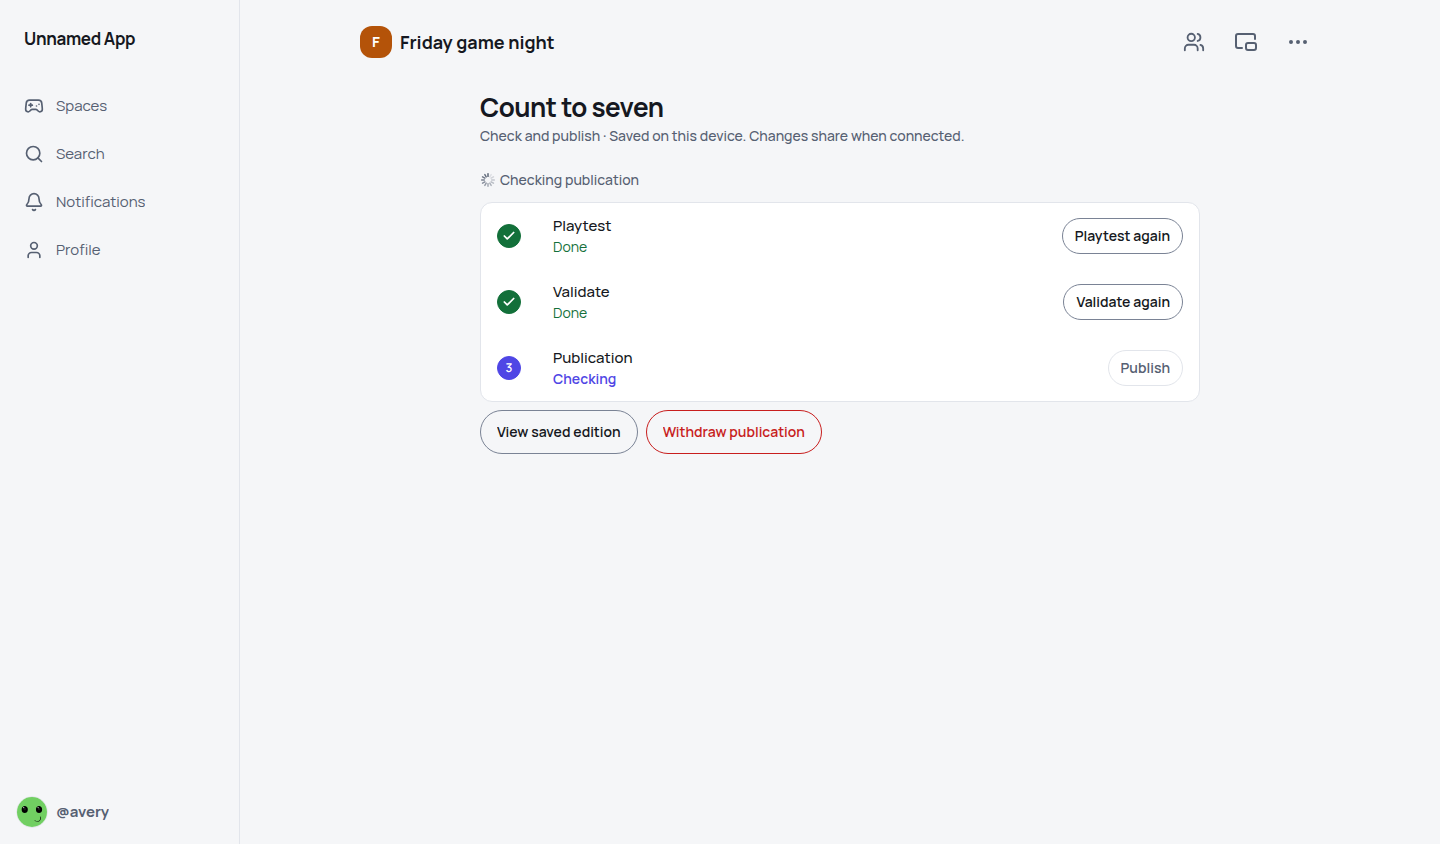 Unnamed App
Spaces
Search
Notifications
Profile
@avery
F Friday game night
Count to seven
Check and publish · Saved on this device. Changes share when connected.
Checking publication
Playtest
Done
Playtest again
Validate
Done
Validate again
3
Publication
Checking
Publish
View saved edition
Withdraw publication